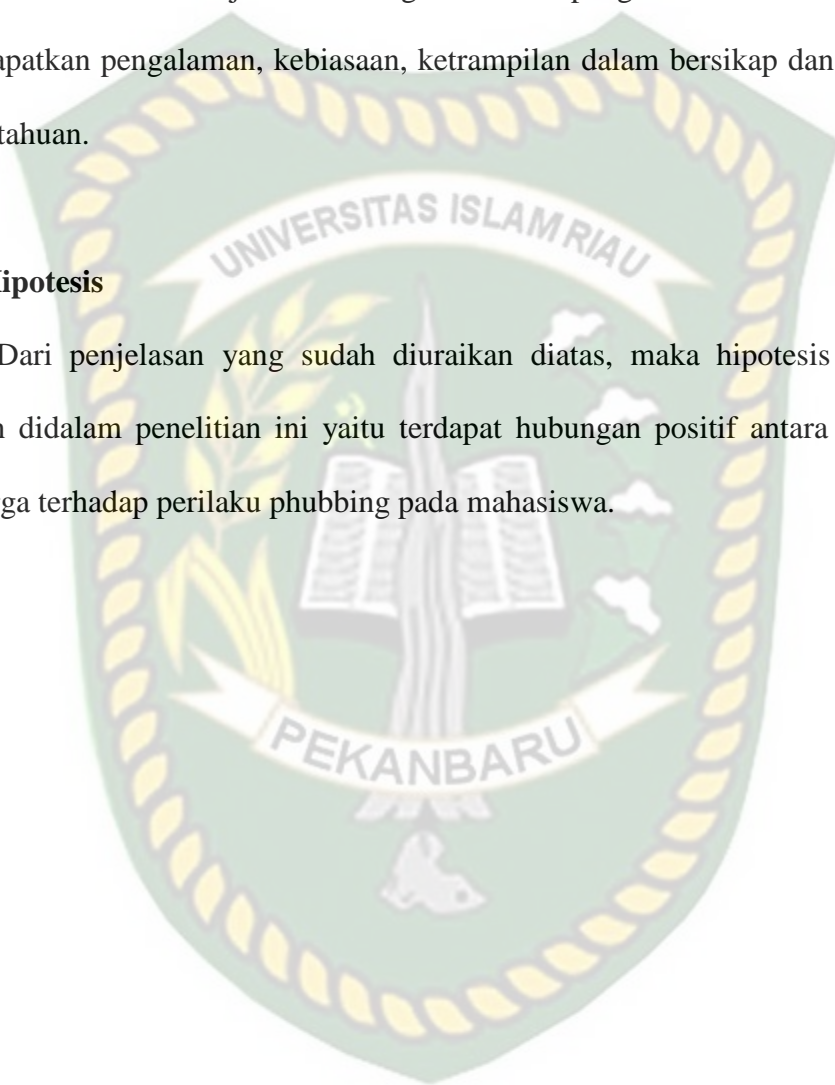 apatkan pengalaman, kebiasaan, ketrampilan dalam bersikap dan
tahuan.
UNIVERSITAS ISLAM RIAU
Hipotesis
Dari penjelasan yang sudah diuraikan diatas, maka hipotesis
didalam penelitian ini yaitu terdapat hubungan positif antara
ga terhadap perilaku phubbing pada mahasiswa.
PEKANBARU